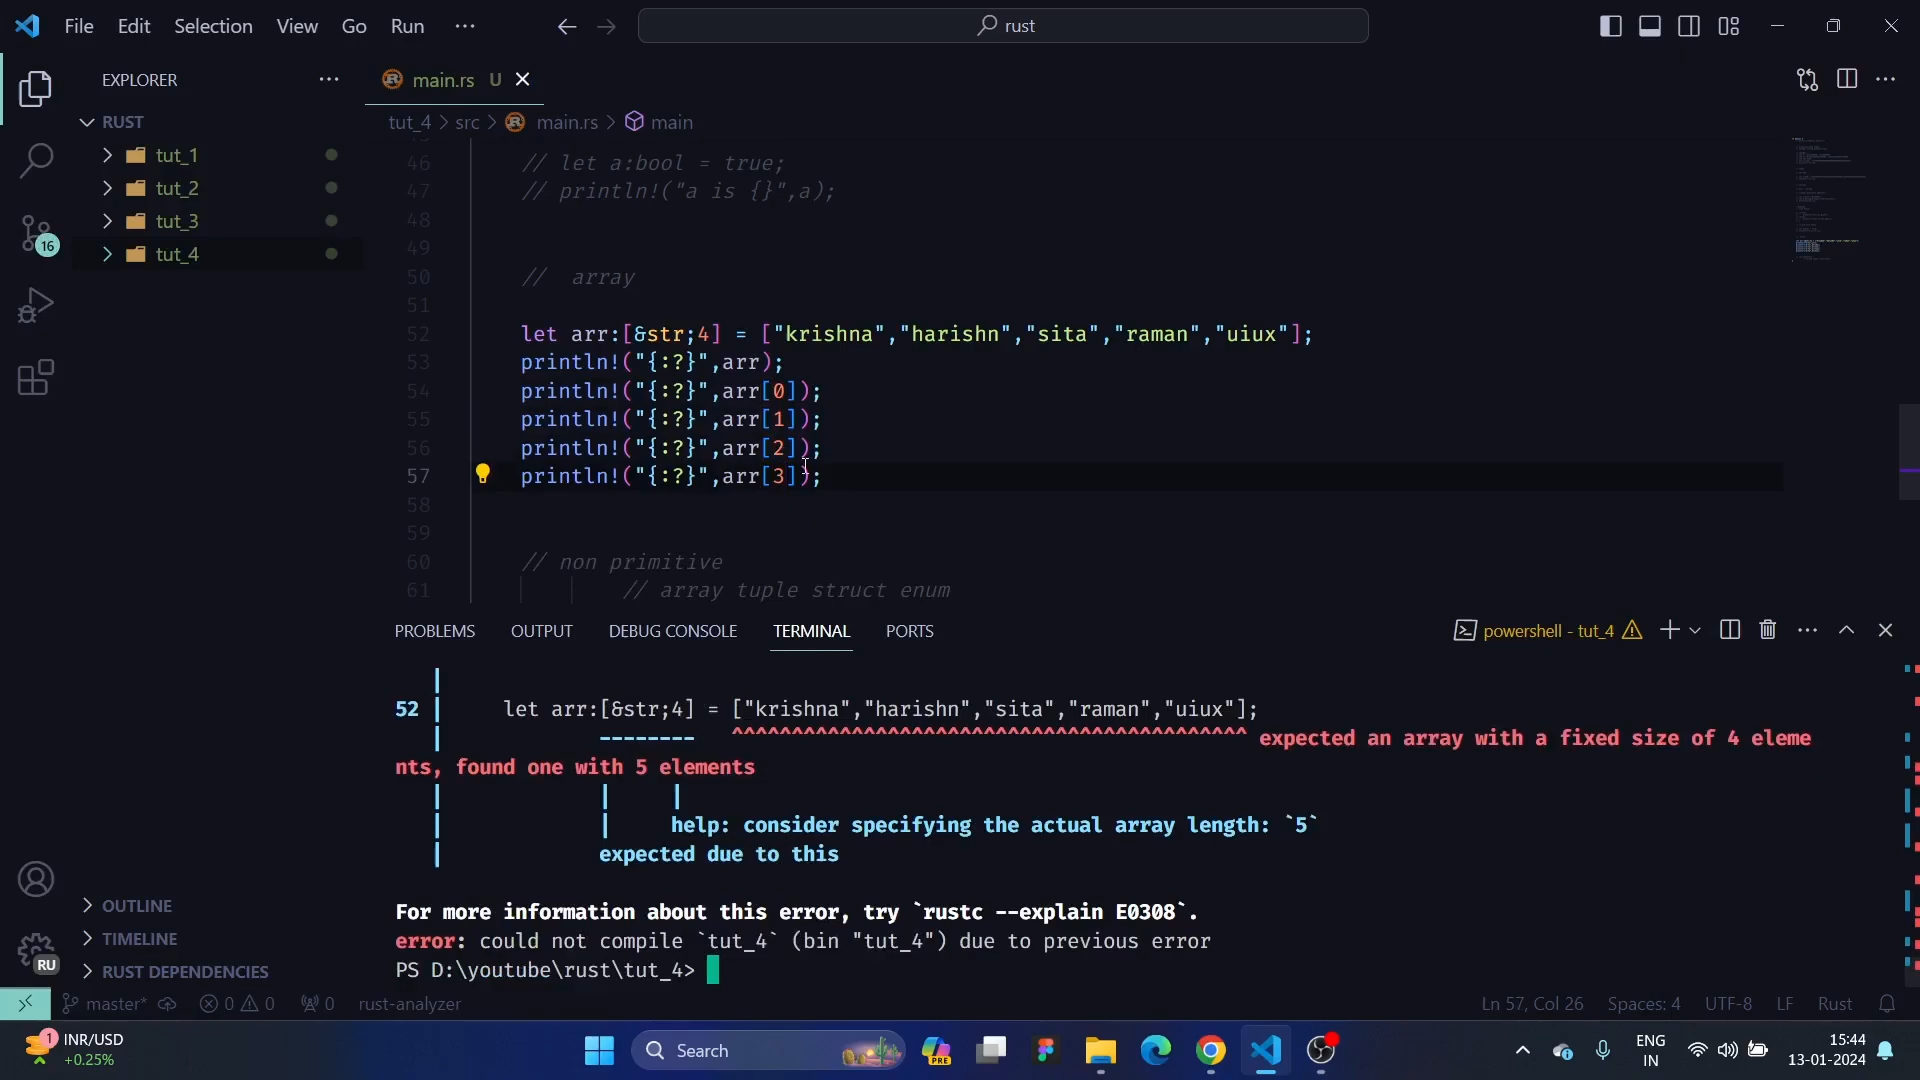 File Edit Selection View Go Run ···
rust
EXPLORER
RUST
tut_1
tut_2
tut_3
tut_4
16
main.rs U
tut_4 > src > main.rs > main
46 // let a:bool = true;
47 // println!("a is {}",a);
48
49
50 // array
51
52 let arr:[&str;4] = ["krishna","harishn","sita","raman","uiux"];
53 println!("{:?}",arr);
54 println!("{:?}",arr[0]);
55 println!("{:?}",arr[1]);
56 println!("{:?}",arr[2]);
57 println!("{:?}",arr[3]);
58
59
60 // non primitive
61 // array tuple struct enum
PROBLEMS OUTPUT DEBUG CONSOLE TERMINAL PORTS
powershell - tut_4
|
52 | let arr:[&str;4] = ["krishna","harishn","sita","raman","uiux"];
| -------- ^^^^^^^^^^^^^^^^^^^^^^^^^^^^^^^^^^^^^^^^^^^ expected an array with a fixed size of 4 eleme
nts, found one with 5 elements
| | |
| | help: consider specifying the actual array length: `5`
| expected due to this
For more information about this error, try `rustc --explain E0308`.
error: could not compile `tut_4` (bin "tut_4") due to previous error
PS D:\youtube\rust\tut_4>
OUTLINE
TIMELINE
RUST DEPENDENCIES
RU
master* 0 0 0 rust-analyzer
Ln 57, Col 26 Spaces: 4 UTF-8 LF Rust
1
INR/USD
+0.25%
Search
PRE
ENG
IN
15:44
13-01-2024